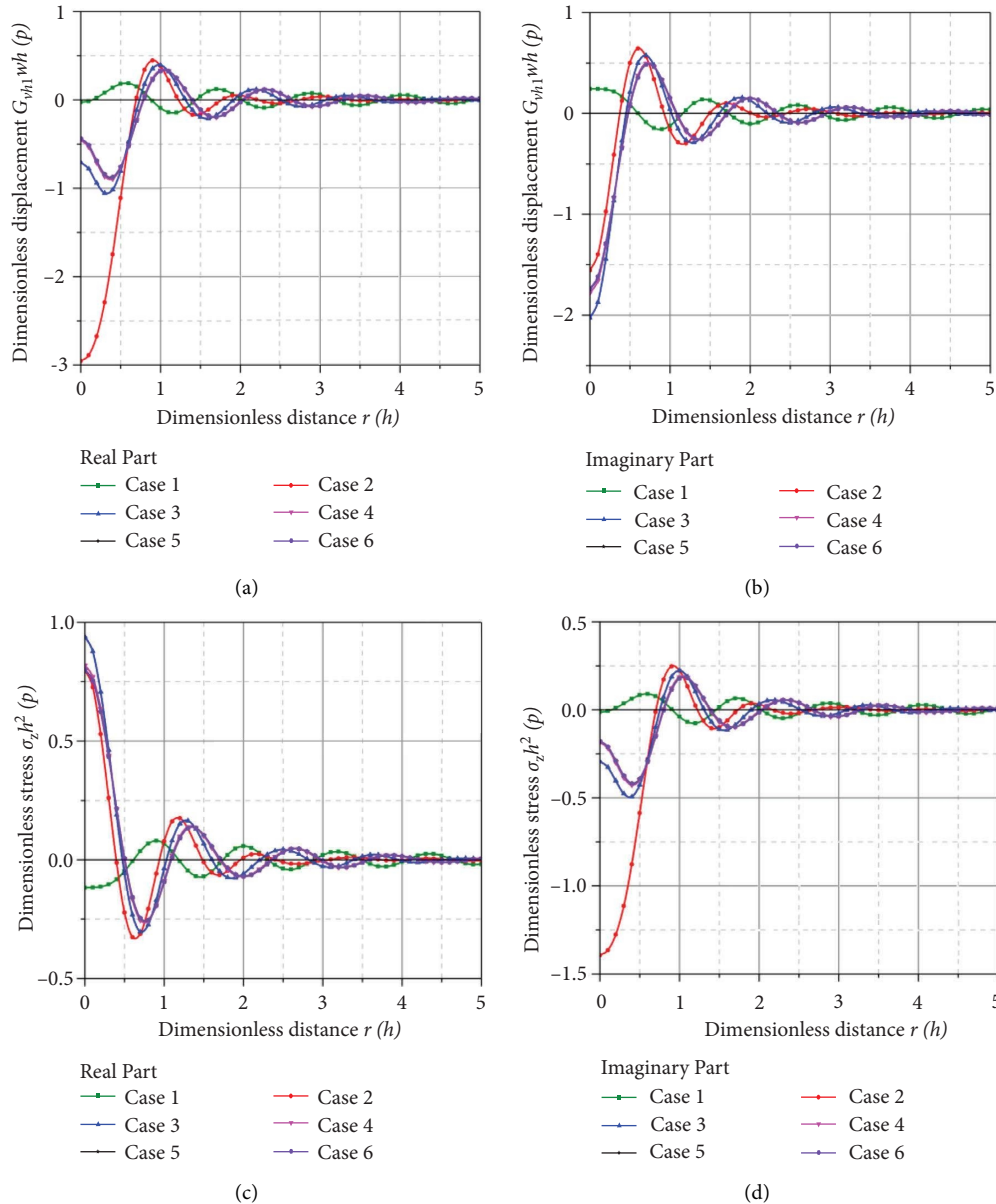 Dimensionless displacement G_vh1 wh (p)
1
0
–1
–2
–3
0 1 2 3 4 5
Dimensionless distance r (h)
Real Part
Case 1 Case 2
Case 3 Case 4
Case 5 Case 6
(a)
Dimensionless displacement G_vh1 wh (p)
1
0
–1
–2
0 1 2 3 4 5
Dimensionless distance r (h)
Imaginary Part
Case 1 Case 2
Case 3 Case 4
Case 5 Case 6
(b)
Dimensionless stress σ_z h² (p)
1.0
0.5
0.0
–0.5
0 1 2 3 4 5
Dimensionless distance r (h)
Real Part
Case 1 Case 2
Case 3 Case 4
Case 5 Case 6
(c)
Dimensionless stress σ_z h² (p)
0.5
0.0
–0.5
–1.0
–1.5
0 1 2 3 4 5
Dimensionless distance r (h)
Imaginary Part
Case 1 Case 2
Case 3 Case 4
Case 5 Case 6
(d)